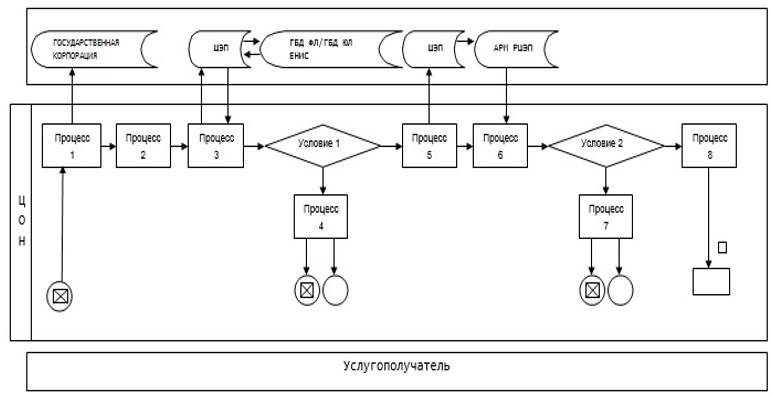 ГОСУДАРСТВЕННАЯ
КОРПОРАЦИЯ
ШЭП
ГБД ФЛ/ГБД ЮЛ
ЕНИС
ШЭП
АРМ РШЭП
Ц
О
Н
Процесс
1
Процесс
2
Процесс
3
Условие 1
Процесс
5
Процесс
6
Условие 2
Процесс
8
Процесс
4
Процесс
7
Услугополучатель